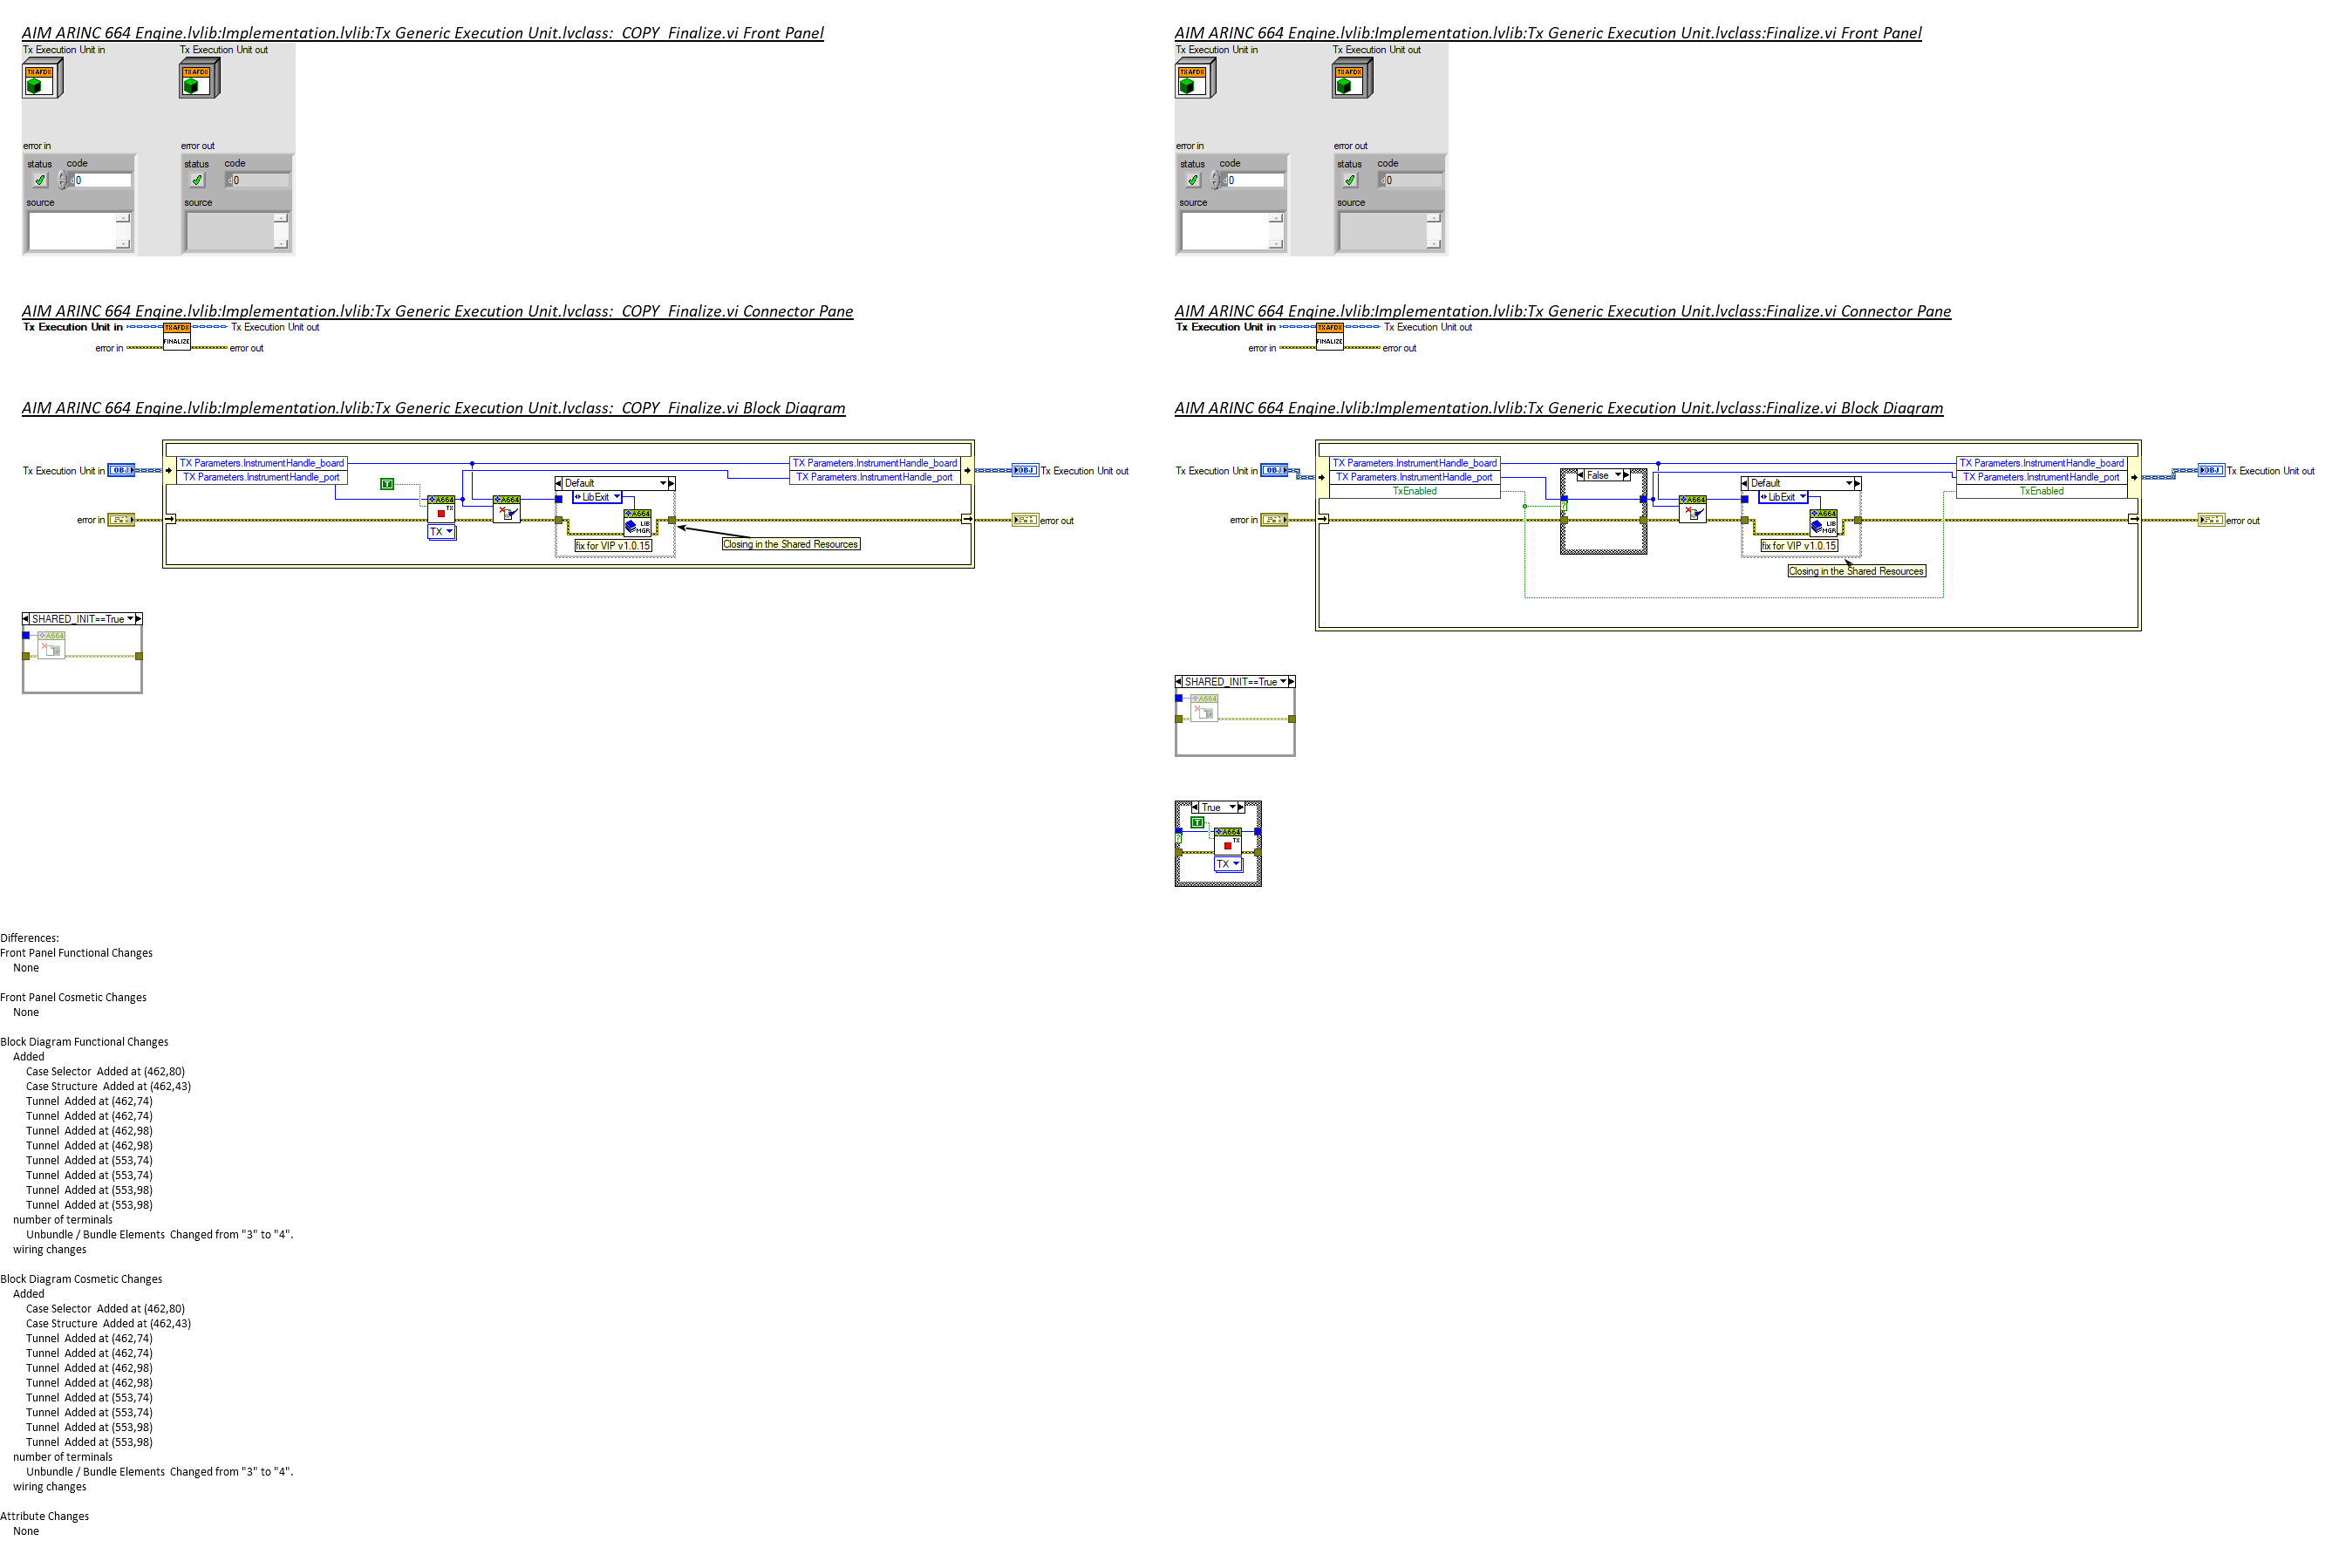 AIM ARINC 664 Engine.lvlib:Implementation.lvlib:Tx Generic Execution Unit.lvclass:  COPY  Finalize.vi Front Panel
Tx Execution Unit in
Tx Execution Unit out
TX AFDX
TX AFDX
error in
error out
status
code
status
code
0
0
source
source
AIM ARINC 664 Engine.lvlib:Implementation.lvlib:Tx Generic Execution Unit.lvclass:  COPY  Finalize.vi Connector Pane
Tx Execution Unit in
TX AFDX
Tx Execution Unit out
error in
FINALIZE
error out
AIM ARINC 664 Engine.lvlib:Implementation.lvlib:Tx Generic Execution Unit.lvclass:  COPY  Finalize.vi Block Diagram
Tx Execution Unit in
OBJ
TX Parameters.InstrumentHandle_board
TX Parameters.InstrumentHandle_port
TX Parameters.InstrumentHandle_board
TX Parameters.InstrumentHandle_port
OBJ
Tx Execution Unit out
T
Default
LibExit
A664
TX
A664
A664
LIB
MGR
TX
error in
error out
fix for VIP v1.0.15
Closing in the Shared Resources
SHARED_INIT==True
A664
AIM ARINC 664 Engine.lvlib:Implementation.lvlib:Tx Generic Execution Unit.lvclass:Finalize.vi Front Panel
Tx Execution Unit in
Tx Execution Unit out
TX AFDX
TX AFDX
error in
error out
status
code
status
code
0
0
source
source
AIM ARINC 664 Engine.lvlib:Implementation.lvlib:Tx Generic Execution Unit.lvclass:Finalize.vi Connector Pane
Tx Execution Unit in
TX AFDX
Tx Execution Unit out
error in
FINALIZE
error out
AIM ARINC 664 Engine.lvlib:Implementation.lvlib:Tx Generic Execution Unit.lvclass:Finalize.vi Block Diagram
Tx Execution Unit in
OBJ
TX Parameters.InstrumentHandle_board
TX Parameters.InstrumentHandle_port
TxEnabled
TX Parameters.InstrumentHandle_board
TX Parameters.InstrumentHandle_port
TxEnabled
OBJ
Tx Execution Unit out
False
?
Default
LibExit
A664
A664
LIB
MGR
error in
error out
fix for VIP v1.0.15
Closing in the Shared Resources
SHARED_INIT==True
A664
True
T
?
A664
TX
TX
Differences:
Front Panel Functional Changes
None
Front Panel Cosmetic Changes
None
Block Diagram Functional Changes
Added
Case Selector  Added at (462,80)
Case Structure  Added at (462,43)
Tunnel  Added at (462,74)
Tunnel  Added at (462,74)
Tunnel  Added at (462,98)
Tunnel  Added at (462,98)
Tunnel  Added at (553,74)
Tunnel  Added at (553,74)
Tunnel  Added at (553,98)
Tunnel  Added at (553,98)
number of terminals
Unbundle / Bundle Elements  Changed from "3" to "4".
wiring changes
Block Diagram Cosmetic Changes
Added
Case Selector  Added at (462,80)
Case Structure  Added at (462,43)
Tunnel  Added at (462,74)
Tunnel  Added at (462,74)
Tunnel  Added at (462,98)
Tunnel  Added at (462,98)
Tunnel  Added at (553,74)
Tunnel  Added at (553,74)
Tunnel  Added at (553,98)
Tunnel  Added at (553,98)
number of terminals
Unbundle / Bundle Elements  Changed from "3" to "4".
wiring changes
Attribute Changes
None